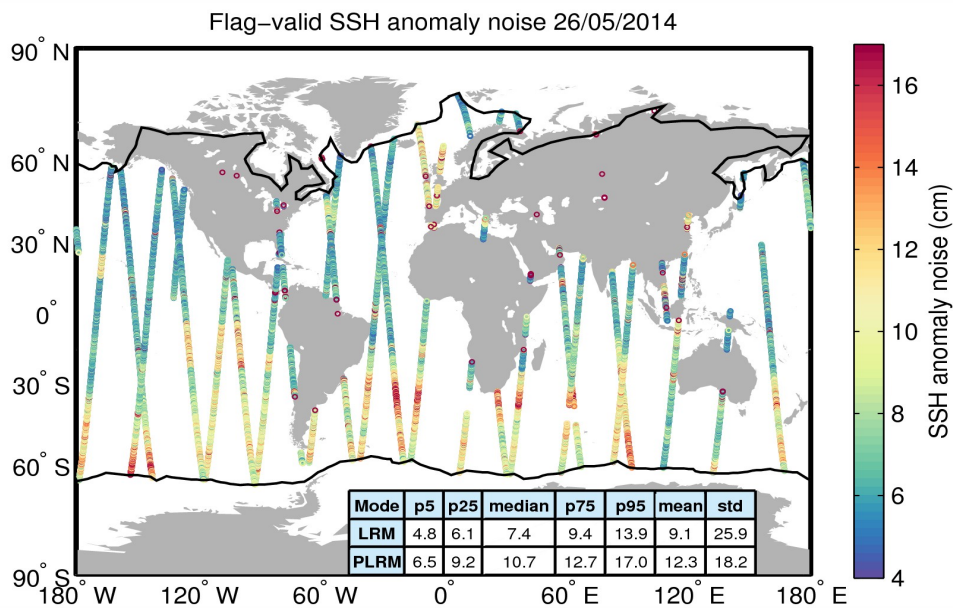 Flag−valid SSH anomaly noise 26/05/2014
90° N
60° N
30° N
0°
30° S
60° S
90° S
180° W
120° W
60° W
0°
60° E
120° E
180° E
16
14
12
10
8
6
4
SSH anomaly noise (cm)
Mode p5 p25 median p75 p95 mean std
LRM 4.8 6.1 7.4 9.4 13.9 9.1 25.9
PLRM 6.5 9.2 10.7 12.7 17.0 12.3 18.2